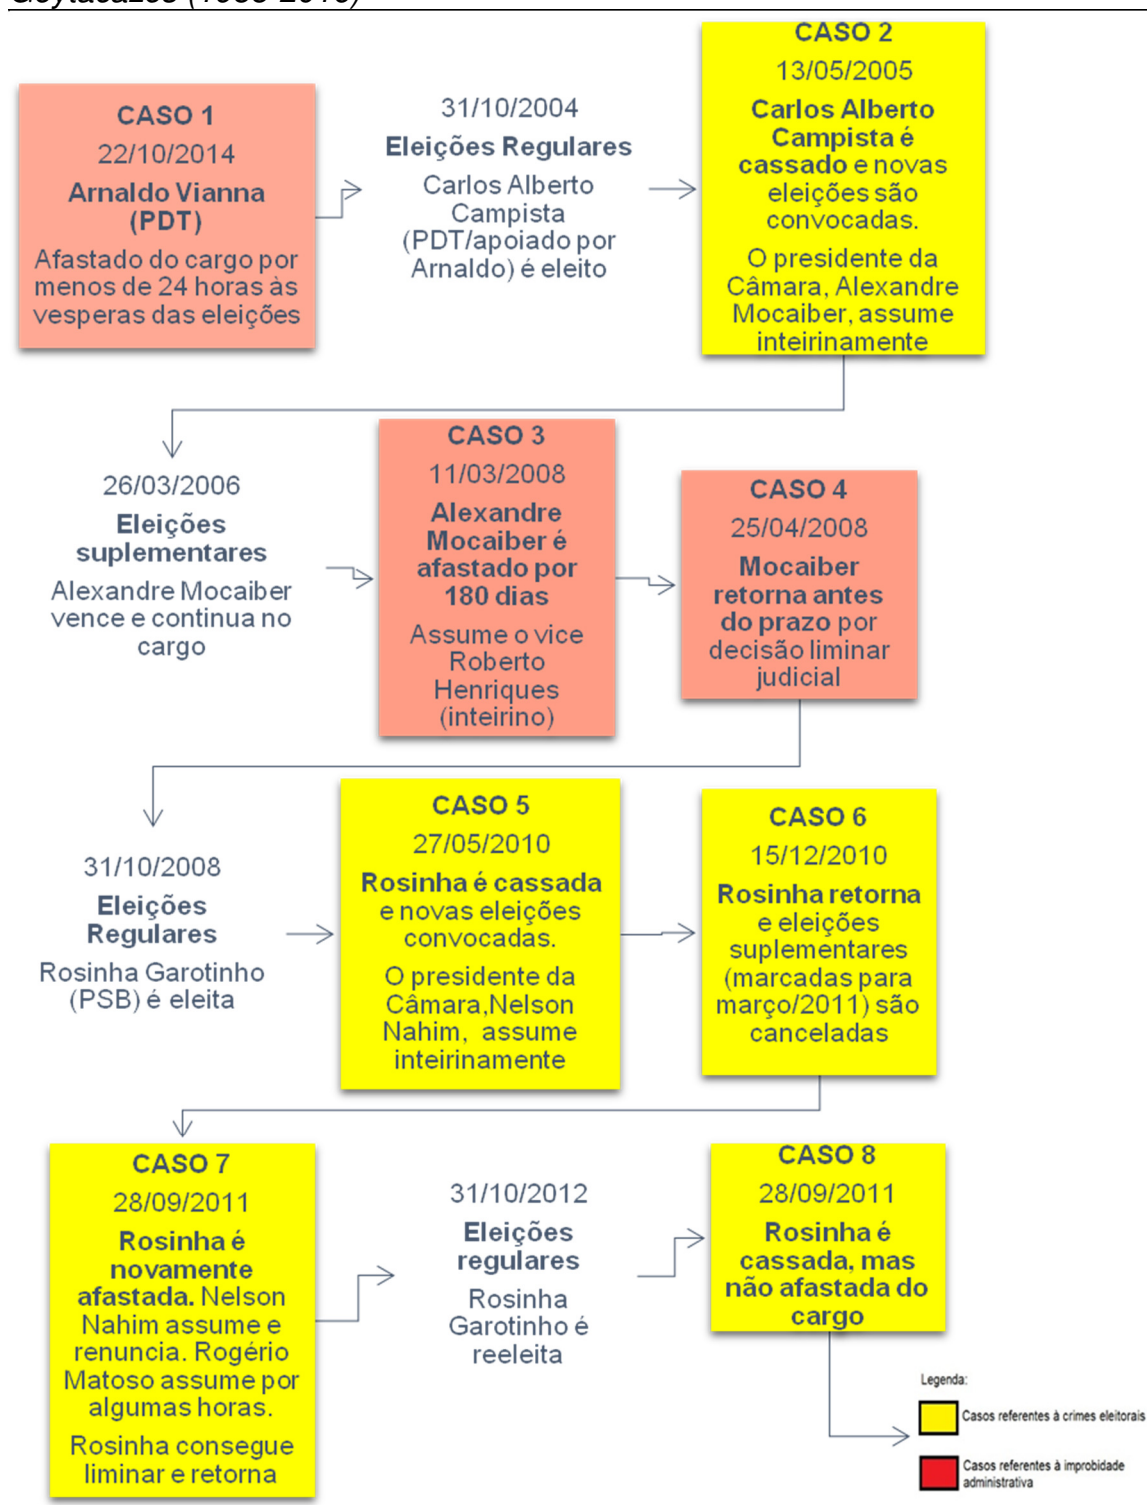 Goytacazes (1988-2016)
CASO 1
22/10/2014
Arnaldo Vianna
(PDT)
Afastado do cargo por
menos de 24 horas às
vesperas das eleições
31/10/2004
Eleições Regulares
Carlos Alberto
Campista
(PDT/apoiado por
Arnaldo) é eleito
CASO 2
13/05/2005
Carlos Alberto
Campista é
cassado e novas
eleições são
convocadas.
O presidente da
Câmara, Alexandre
Mocaiber, assume
inteirinamente
26/03/2006
Eleições
suplementares
Alexandre Mocaiber
vence e continua no
cargo
CASO 3
11/03/2008
Alexandre
Mocaiber é
afastado por
180 dias
Assume o vice
Roberto
Henriques
(inteirino)
CASO 4
25/04/2008
Mocaiber
retorna antes
do prazo por
decisão liminar
judicial
31/10/2008
Eleições
Regulares
Rosinha Garotinho
(PSB) é eleita
CASO 5
27/05/2010
Rosinha é cassada
e novas eleições
convocadas.
O presidente da
Câmara,Nelson
Nahim, assume
inteirinamente
CASO 6
15/12/2010
Rosinha retorna
e eleições
suplementares
(marcadas para
março/2011) são
canceladas
CASO 7
28/09/2011
Rosinha é
novamente
afastada. Nelson
Nahim assume e
renuncia. Rogério
Matoso assume por
algumas horas.
Rosinha consegue
liminar e retorna
31/10/2012
Eleições
regulares
Rosinha
Garotinho é
reeleita
CASO 8
28/09/2011
Rosinha é
cassada, mas
não afastada do
cargo
Legenda:
Casos referentes à crimes eleitorais
Casos referentes à improbidade
administrativa